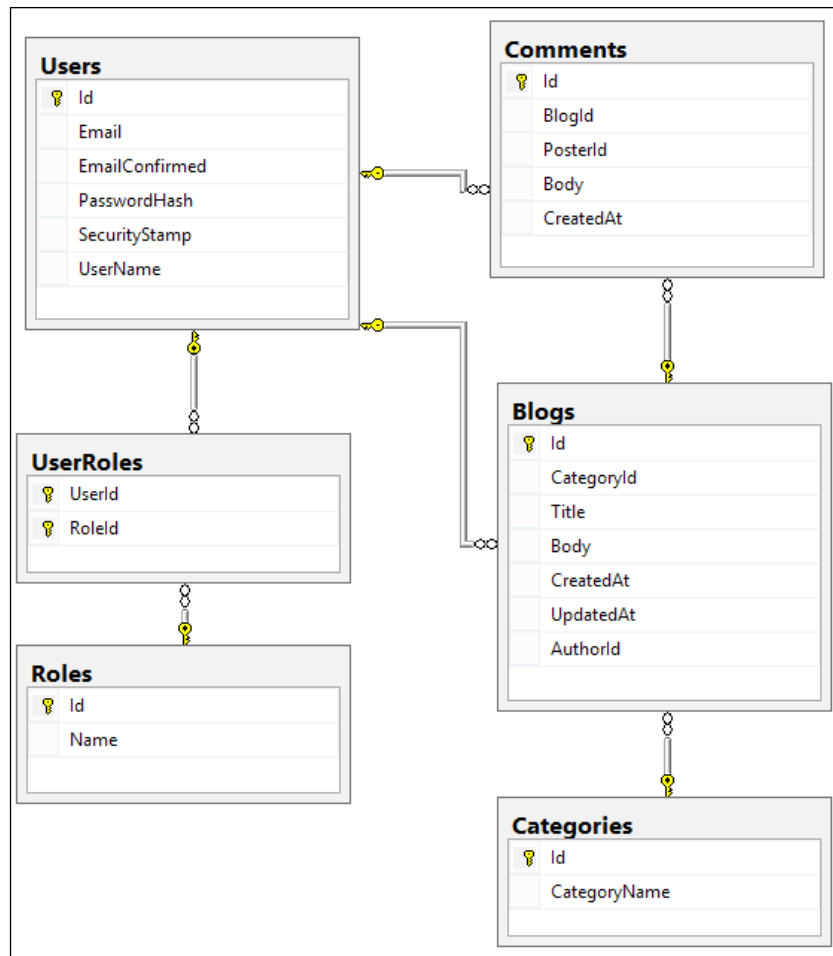 Users
Id
Email
EmailConfirmed
PasswordHash
SecurityStamp
UserName
Comments
Id
BlogId
PosterId
Body
CreatedAt
UserRoles
UserId
RoleId
Blogs
Id
CategoryId
Title
Body
CreatedAt
UpdatedAt
AuthorId
Roles
Id
Name
Categories
Id
CategoryName